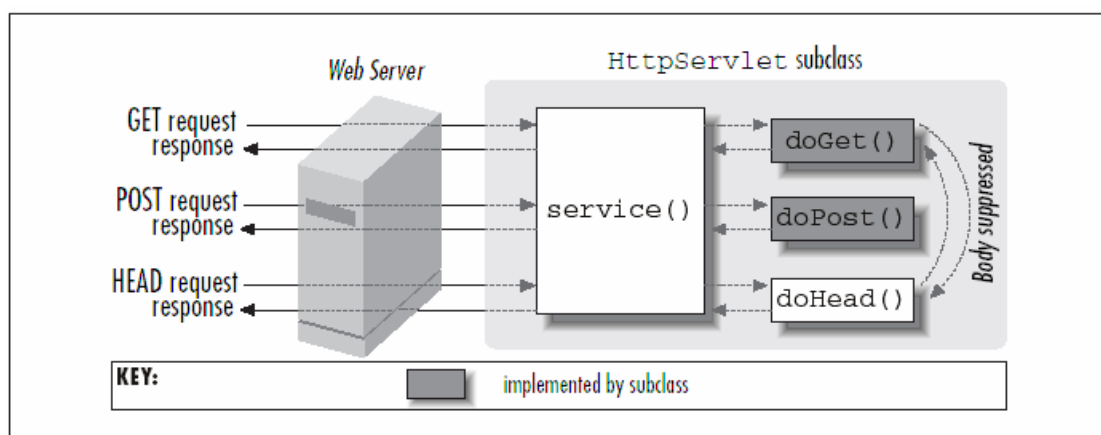 Web Server
HttpServlet subclass
GET request
response
POST request
response
HEAD request
response
service()
doGet()
doPost()
doHead()
Body suppressed
KEY:
implemented by subclass